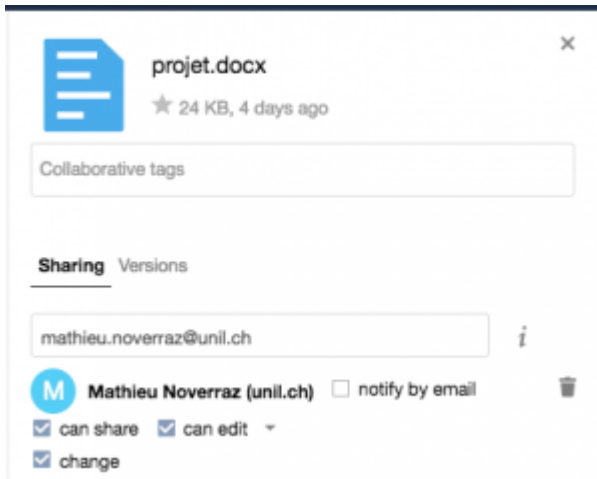 projet.docx
×
24 KB, 4 days ago
Collaborative tags
Sharing Versions
mathieu.noverraz@unil.ch i
M Mathieu Noverraz (unil.ch) notify by email
can share can edit
change